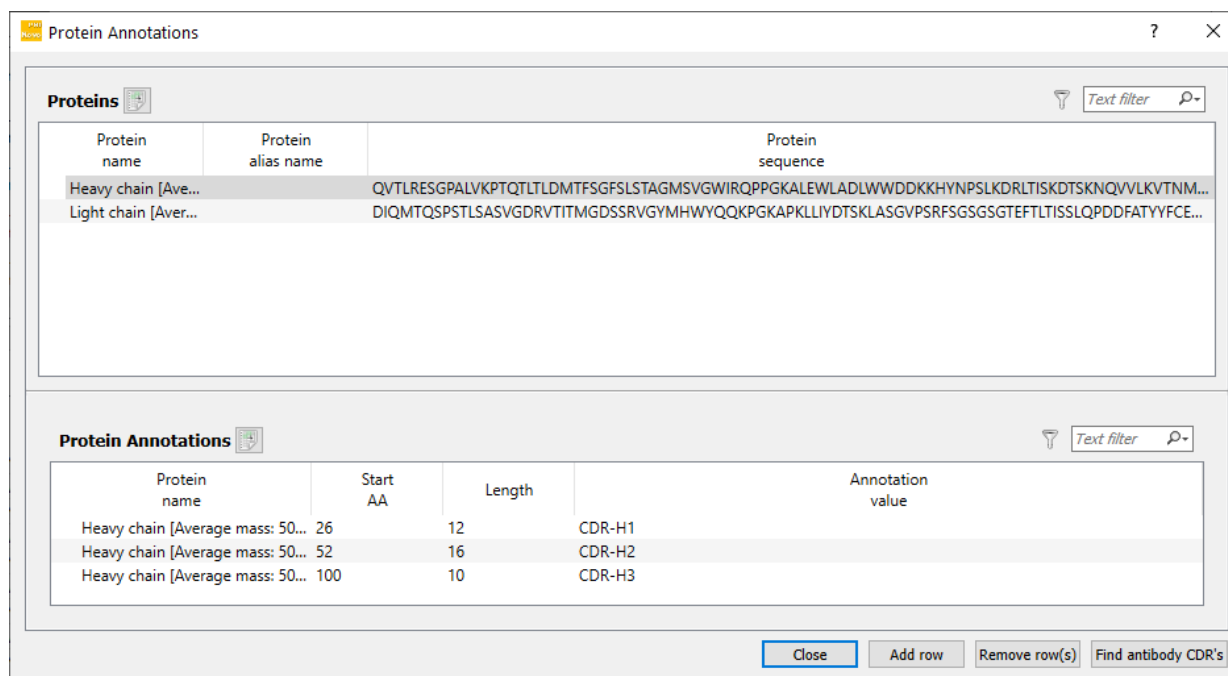 PMI
Novo
Protein Annotations
?
Proteins
Text filter
Protein name
Protein alias name
Protein sequence
Heavy chain [Ave...
QVTLRESGPALVKPTQTLTLDMTFSGFSLSTAGMSVGWIRQPPGKALEWLADLWWDDKKHYNPSLKDRLTISKDTSKNQVVLKVTNM...
Light chain [Aver...
DIQMTQSPSTLSASVGDRVTITMGDSSRVGYMHWYQQKPGKAPKLLIYDTSKLASGVPSRFSGSGSGTEFTLTISSLQPDDFATYYFCE...
Protein Annotations
Text filter
Protein name
Start AA
Length
Annotation value
Heavy chain [Average mass: 50... 26 12 CDR-H1
Heavy chain [Average mass: 50... 52 16 CDR-H2
Heavy chain [Average mass: 50... 100 10 CDR-H3
Close
Add row
Remove row(s)
Find antibody CDR's